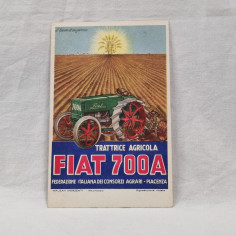 TRATTRICE AGRICOLA
FIAT 700A
FEDERAZIONE ITALIANA DEI CONSORZI AGRARI - PIACENZA